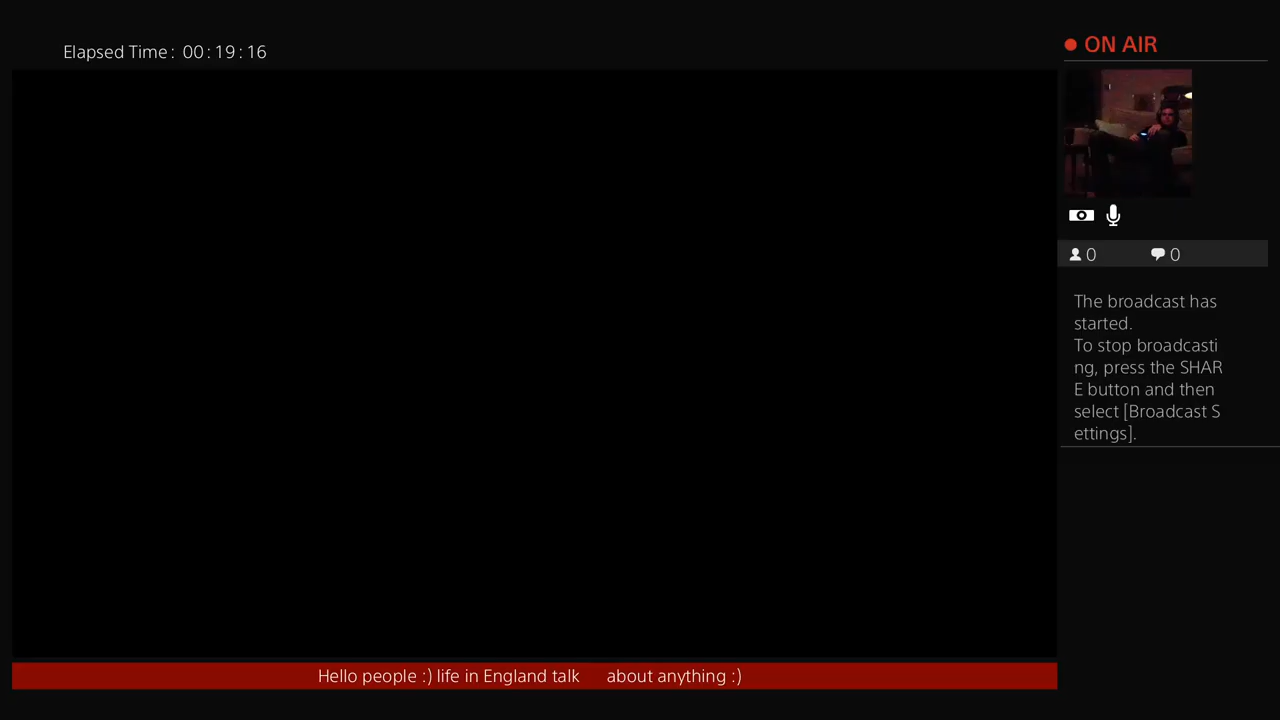 Elapsed Time: 00:19:16
ON AIR
0 0
The broadcast has
started.
To stop broadcasti
ng, press the SHAR
E button and then
select [Broadcast S
ettings].
Hello people :) life in England talk about anything :)